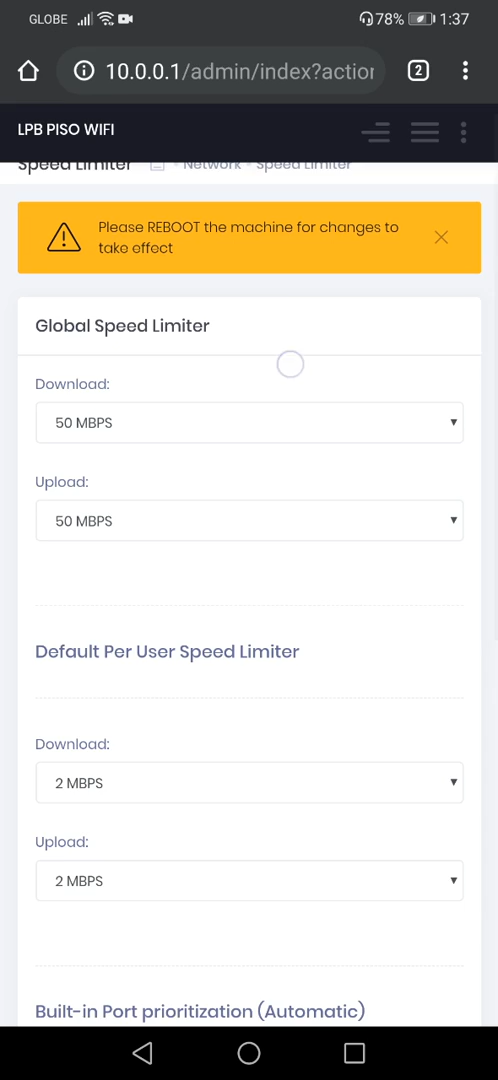 GLOBE 78% 1:37
10.0.0.1/admin/index?action 2
LPB PISO WIFI
Speed Limiter - Network - Speed Limiter
Please REBOOT the machine for changes to
take effect
Global Speed Limiter
Download:
50 MBPS
Upload:
50 MBPS
Default Per User Speed Limiter
Download:
2 MBPS
Upload:
2 MBPS
Built-in Port prioritization (Automatic)